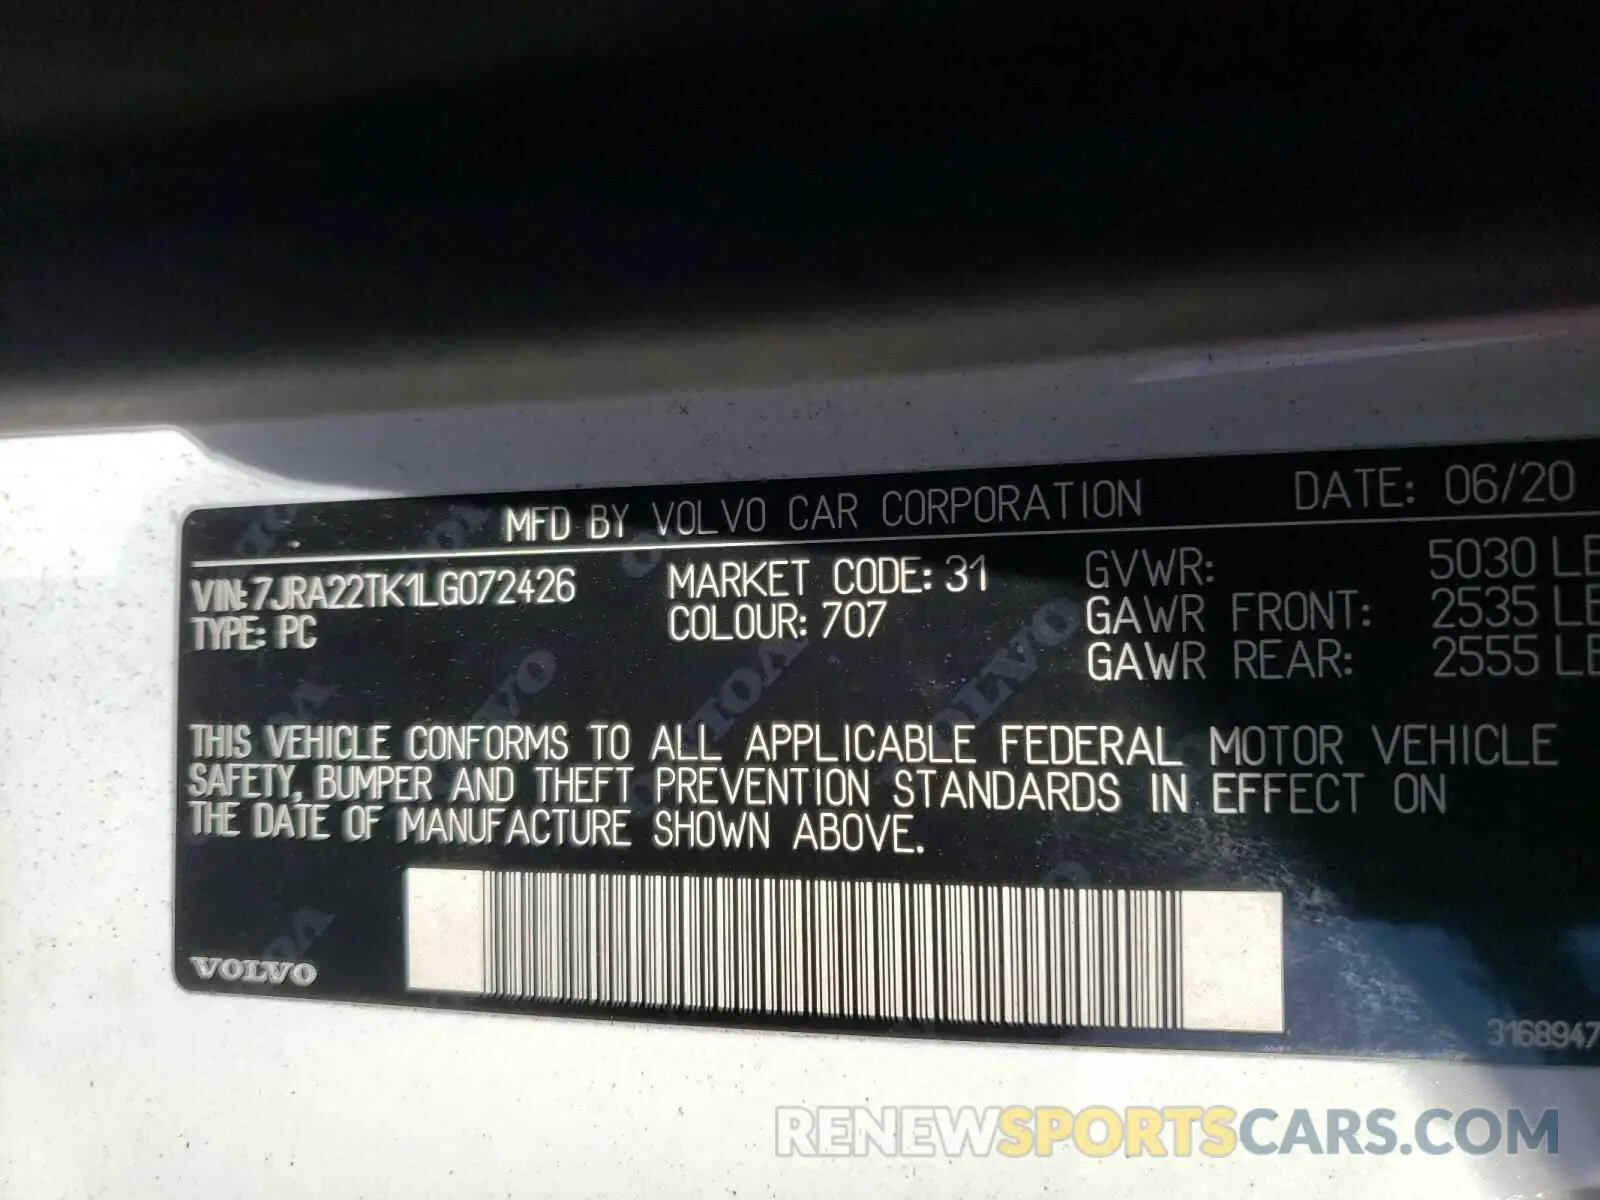 MFD BY VOLVO CAR CORPORATION DATE: 06/20
VIN: 7JRA22TK1LG072426 MARKET CODE: 31 GVWR: 5030 LB
TYPE: PC COLOUR: 707 GAWR FRONT: 2535 LB
GAWR REAR: 2555 LB
THIS VEHICLE CONFORMS TO ALL APPLICABLE FEDERAL MOTOR VEHICLE
SAFETY, BUMPER AND THEFT PREVENTION STANDARDS IN EFFECT ON
THE DATE OF MANUFACTURE SHOWN ABOVE.
VOLVO
3168947
RENEWSPORTSCARS.COM